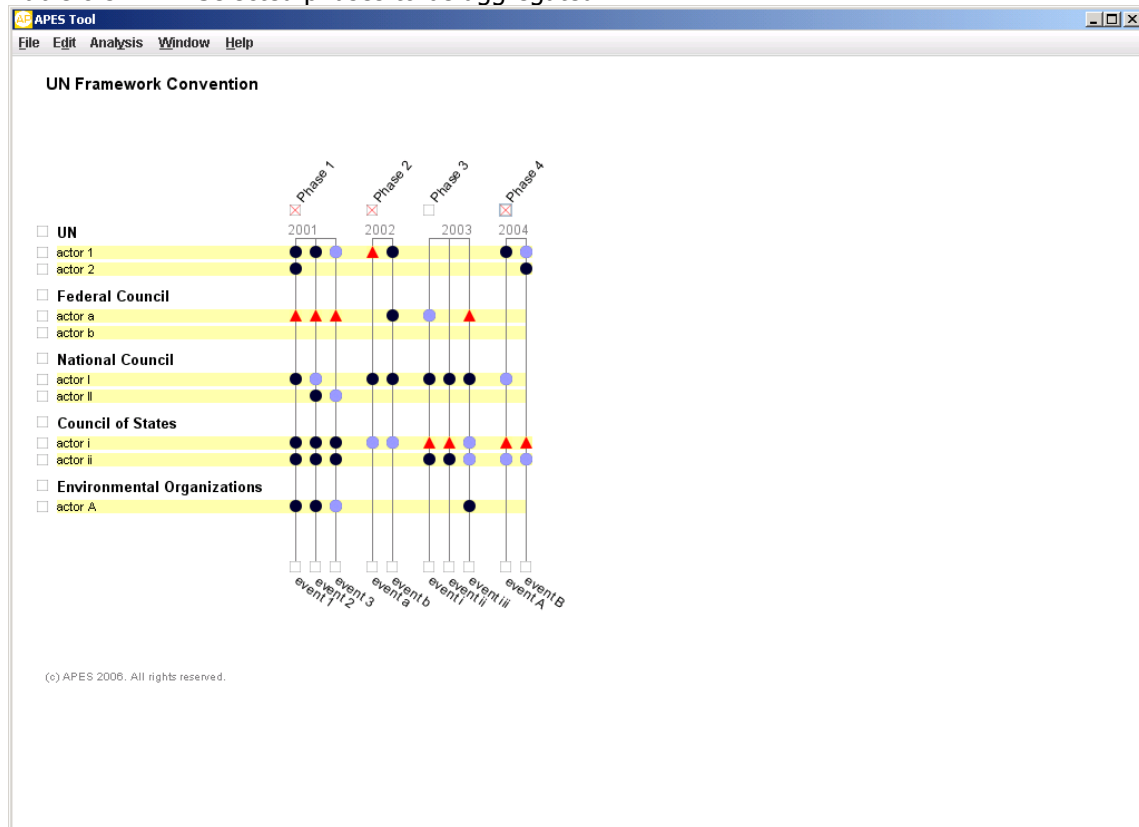 APES Tool
File Edit Analysis Window Help
UN Framework Convention
Phase 1 Phase 2 Phase 3 Phase 4
2001 2002 2003 2004
UN
actor 1
actor 2
Federal Council
actor a
actor b
National Council
actor I
actor II
Council of States
actor i
actor ii
Environmental Organizations
actor A
event 1 event 2 event 3 event a event b event i event ii event iii event A event B
(c) APES 2006. All rights reserved.